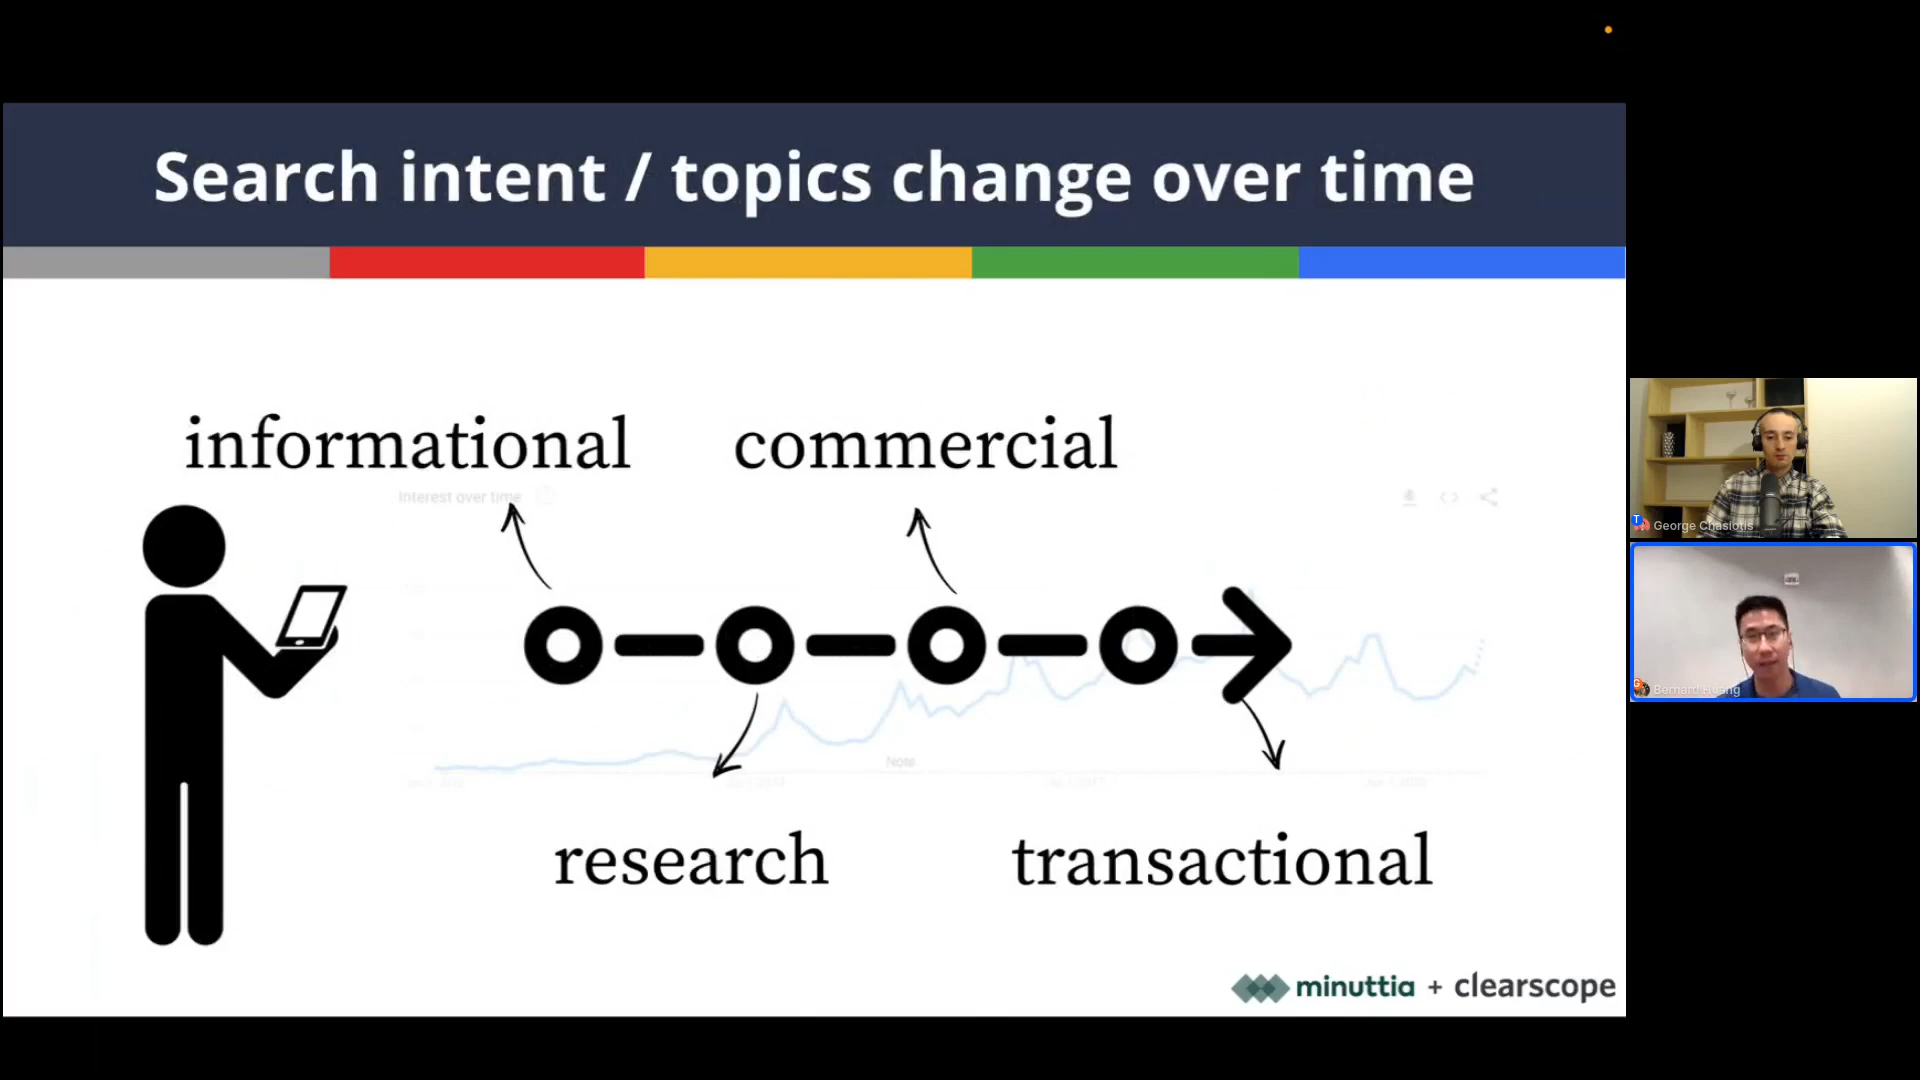 Search intent / topics change over time
informational
commercial
Interest over time
Note
research
transactional
minuttia + clearscope
George Chasiotis
Bernard Huang